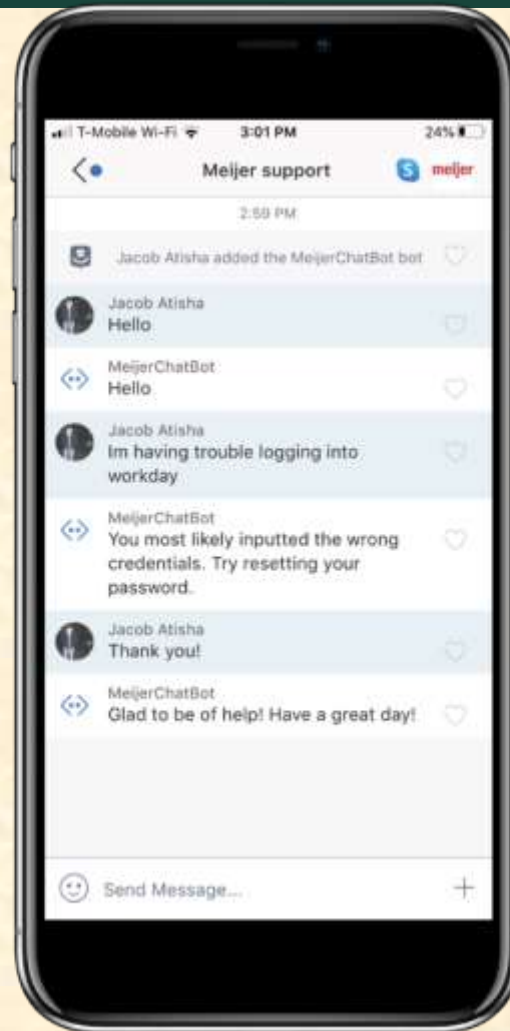 T-Mobile Wi-Fi 3:01 PM 24%
Meijer support S meijer
2:59 PM
Jacob Atisha added the MeijerChatBot bot
Jacob Atisha
Hello
MeijerChatBot
Hello
Jacob Atisha
Im having trouble logging into
workday
MeijerChatBot
You most likely inputted the wrong
credentials. Try resetting your
password.
Jacob Atisha
Thank you!
MeijerChatBot
Glad to be of help! Have a great day!
Send Message...